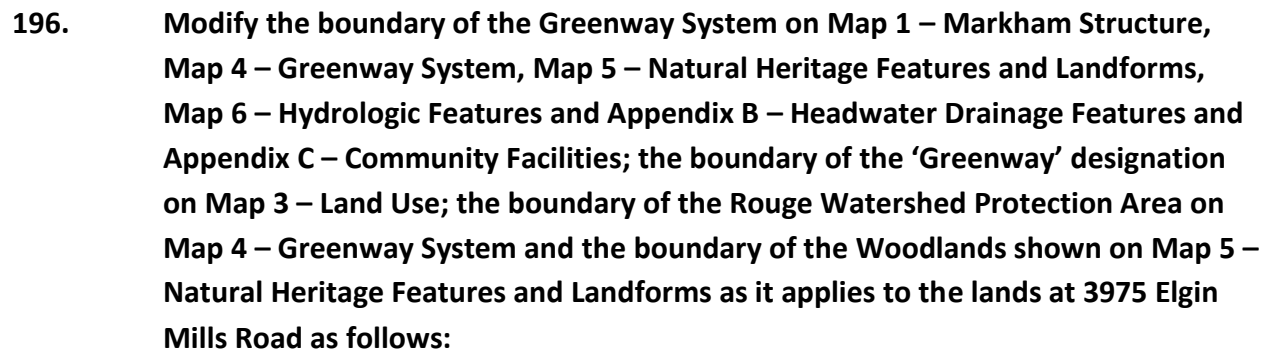 196. Modify the boundary of the Greenway System on Map 1 – Markham Structure,
Map 4 – Greenway System, Map 5 – Natural Heritage Features and Landforms,
Map 6 – Hydrologic Features and Appendix B – Headwater Drainage Features and
Appendix C – Community Facilities; the boundary of the ‘Greenway’ designation
on Map 3 – Land Use; the boundary of the Rouge Watershed Protection Area on
Map 4 – Greenway System and the boundary of the Woodlands shown on Map 5 –
Natural Heritage Features and Landforms as it applies to the lands at 3975 Elgin
Mills Road as follows: